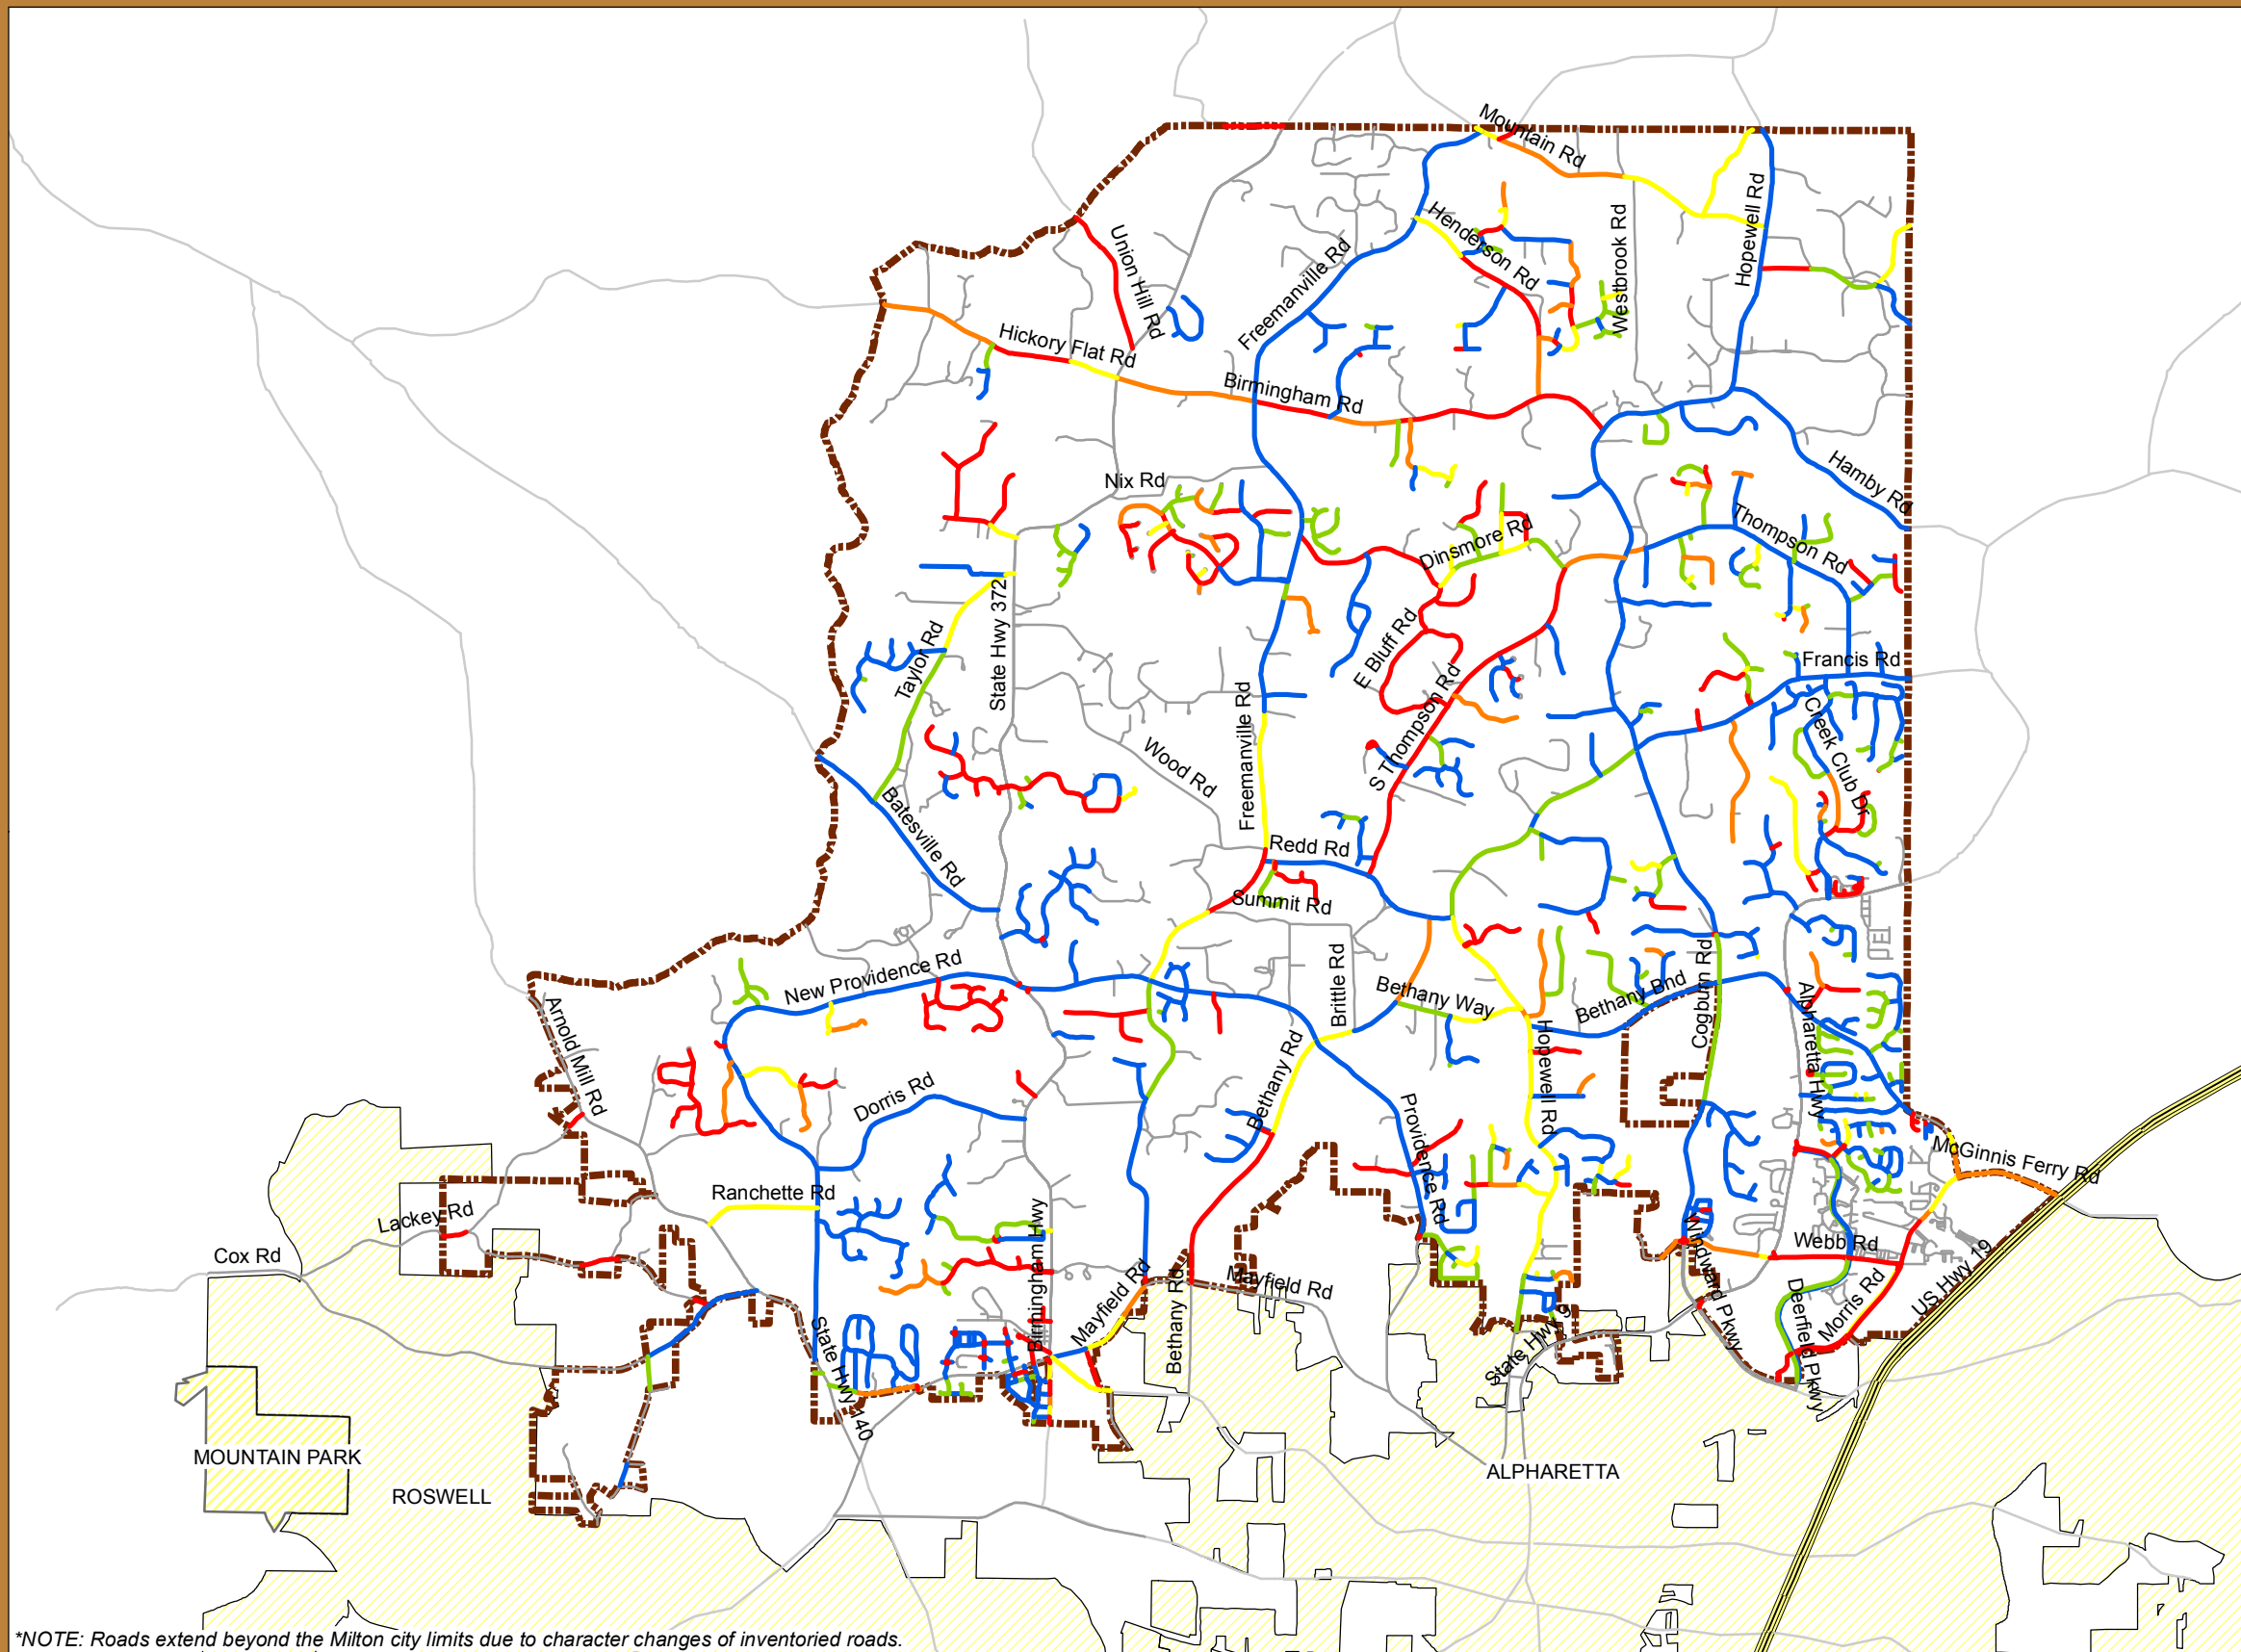 Mountain Rd
Hopewell Rd
Henderson Rd
Westbrook Rd
Union Hill Rd
Freemanville Rd
Hickory Flat Rd
Birmingham Rd
Nix Rd
Hamby Rd
Thompson Rd
Dinsmore Rd
State Hwy 372
Taylor Rd
E Bluff Rd
Francis Rd
S Thompson Rd
Freemanville Rd
Creek Club Dr
Wood Rd
Batesville Rd
Redd Rd
Summit Rd
New Providence Rd
Brittle Rd
Bethany Way
Bethany Bnd
Cogburn Rd
Alpharetta Hwy
Arnold Mill Rd
Hopewell Rd
Dorris Rd
Bethany Rd
Providence Rd
McGinnis Ferry Rd
Ranchette Rd
Lackey Rd
Birmingham Hwy
Cox Rd
Webb Rd
Windward Pkwy
US Hwy 19
Mayfield Rd
Mayfield Rd
Bethany Rd
Deerfield Pkwy
Morris Rd
State Hwy 140
State Hwy 9
MOUNTAIN PARK
ROSWELL
ALPHARETTA
*NOTE: Roads extend beyond the Milton city limits due to character changes of inventoried roads.